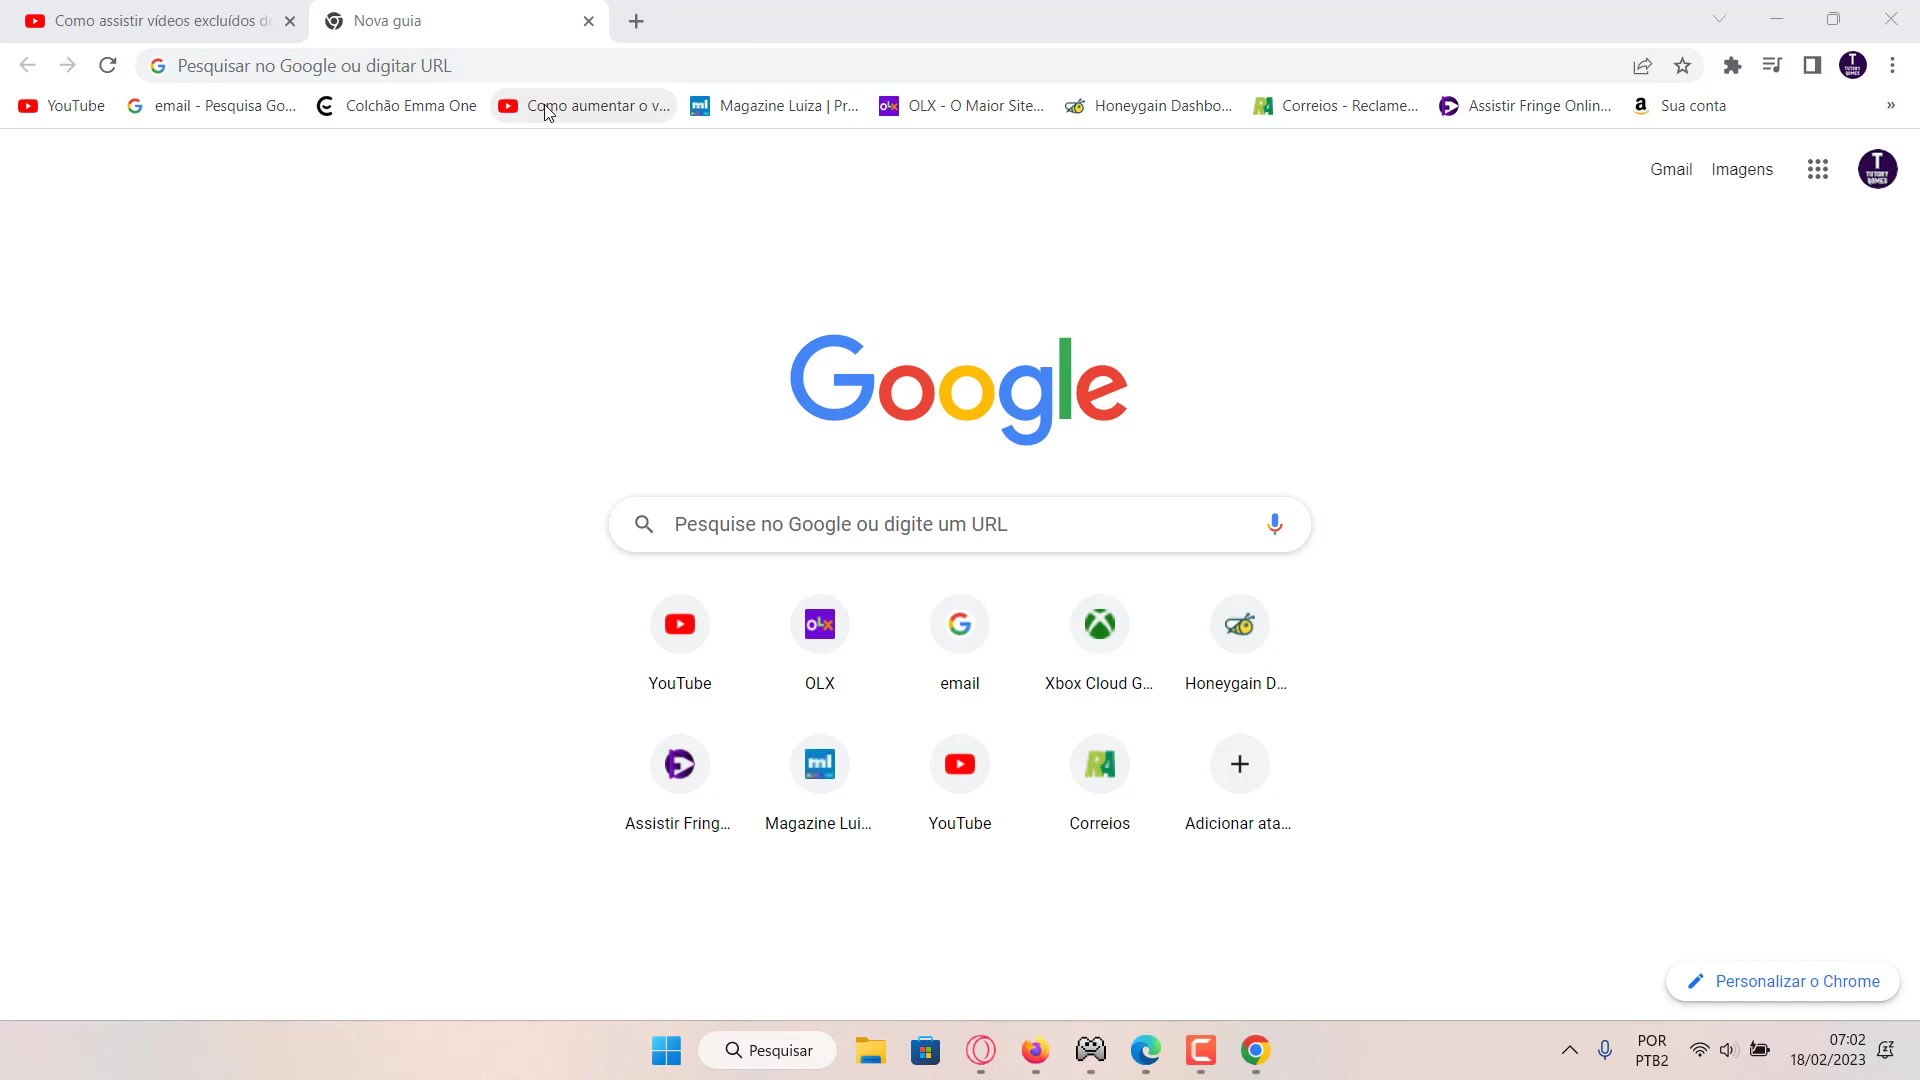 Como assistir vídeos excluídos do
Nova guia
Pesquisar no Google ou digitar URL
YouTube
email - Pesquisa Go...
Colchão Emma One
Como aumentar o v...
Magazine Luiza | Pr...
OLX - O Maior Site...
Honeygain Dashbo...
Correios - Reclame...
Assistir Fringe Onlin...
Sua conta
»
Gmail
Imagens
T
TUTORY
GOMES
Google
Pesquise no Google ou digite um URL
YouTube
OLX
email
Xbox Cloud G...
Honeygain D...
Assistir Fring...
Magazine Lui...
YouTube
Correios
Adicionar ata...
Personalizar o Chrome
Pesquisar
POR
PTB2
07:02
18/02/2023